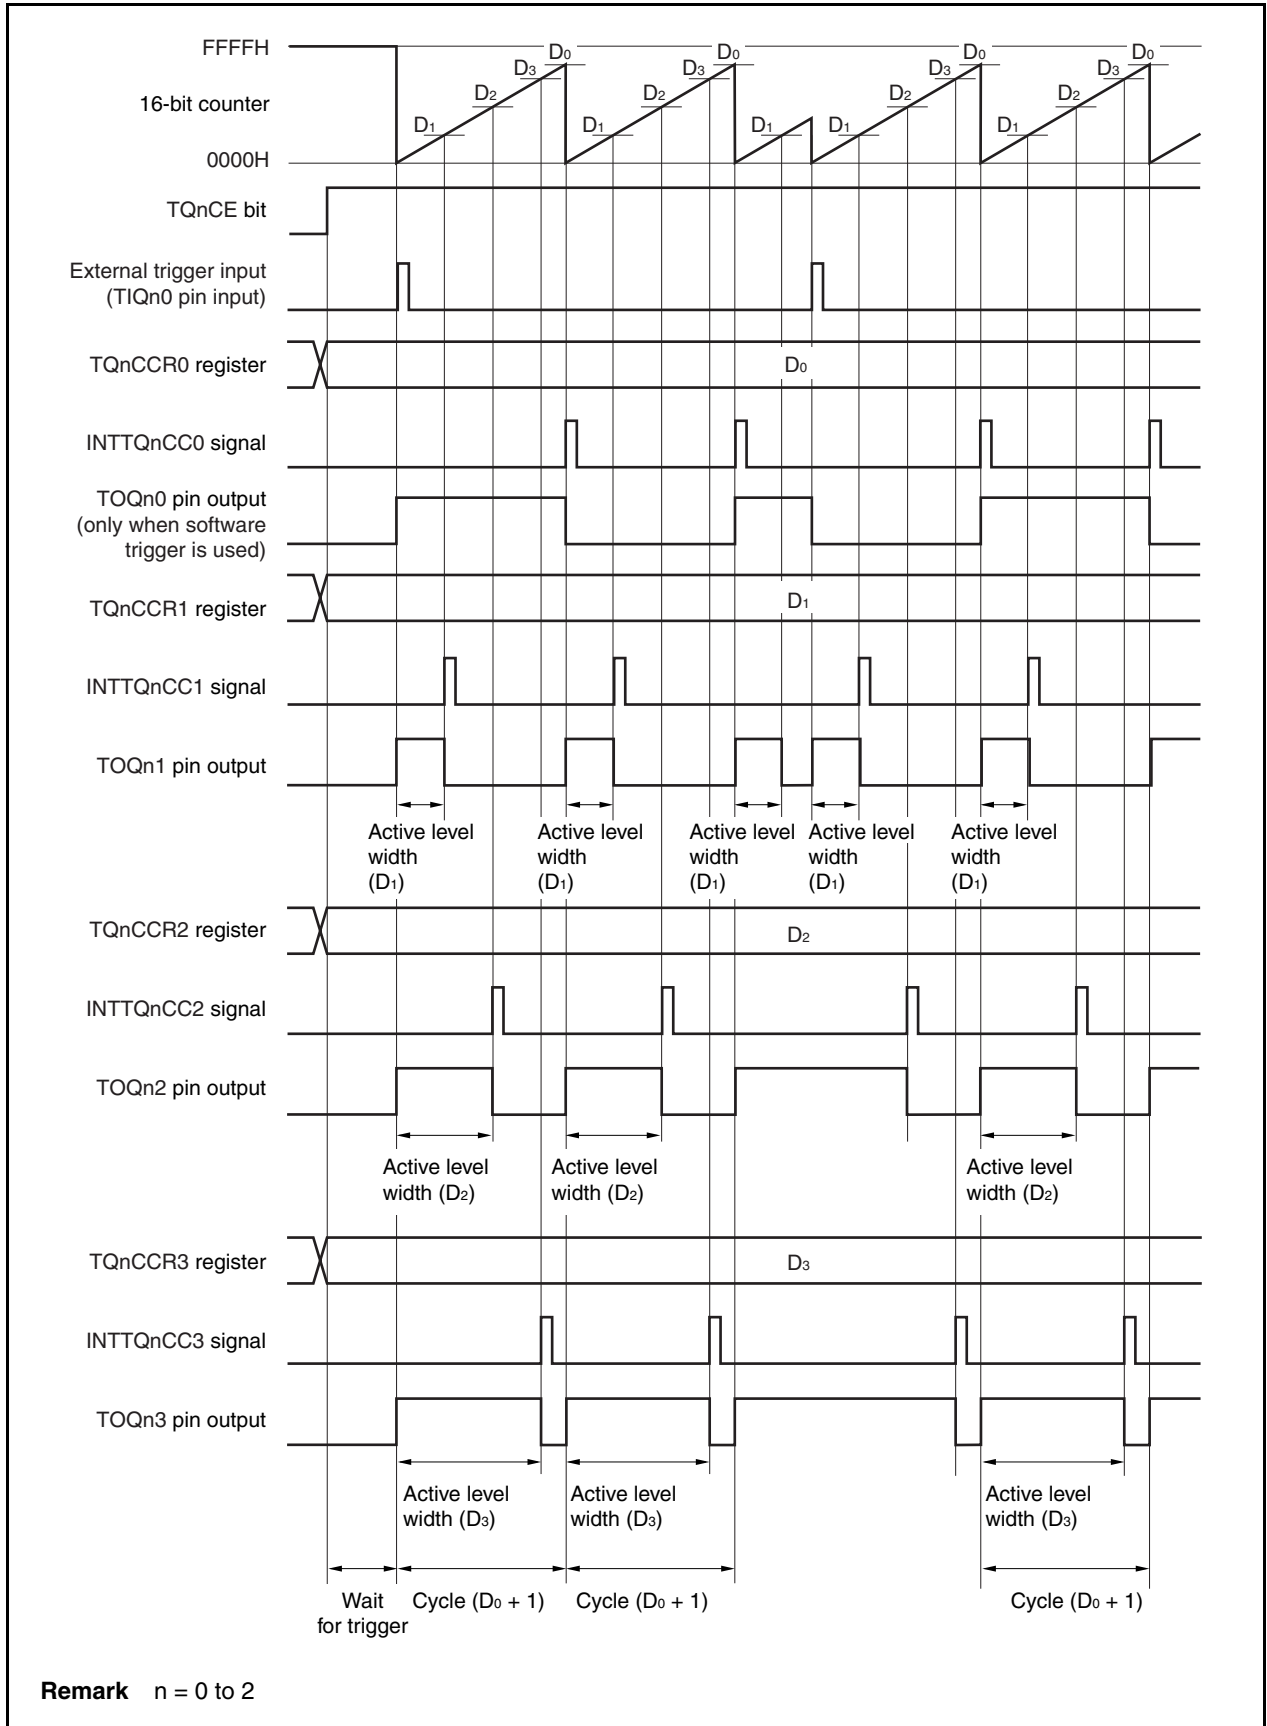 FFFFH
D0 D0 D0 D0
D3 D3 D3 D3
D2 D2 D2 D2
16-bit counter
D1 D1 D1 D1 D1
0000H
TQnCE bit
External trigger input
(TIQn0 pin input)
TQnCCR0 register
D0
INTTQnCC0 signal
TOQn0 pin output
(only when software
trigger is used)
TQnCCR1 register
D1
INTTQnCC1 signal
TOQn1 pin output
Active level
width
(D1)
Active level
width
(D1)
Active level
width
(D1)
Active level
width
(D1)
Active level
width
(D1)
TQnCCR2 register
D2
INTTQnCC2 signal
TOQn2 pin output
Active level
width (D2)
Active level
width (D2)
Active level
width (D2)
TQnCCR3 register
D3
INTTQnCC3 signal
TOQn3 pin output
Active level
width (D3)
Active level
width (D3)
Active level
width (D3)
Wait
for trigger
Cycle (D0 + 1)
Cycle (D0 + 1)
Cycle (D0 + 1)
Remark n = 0 to 2